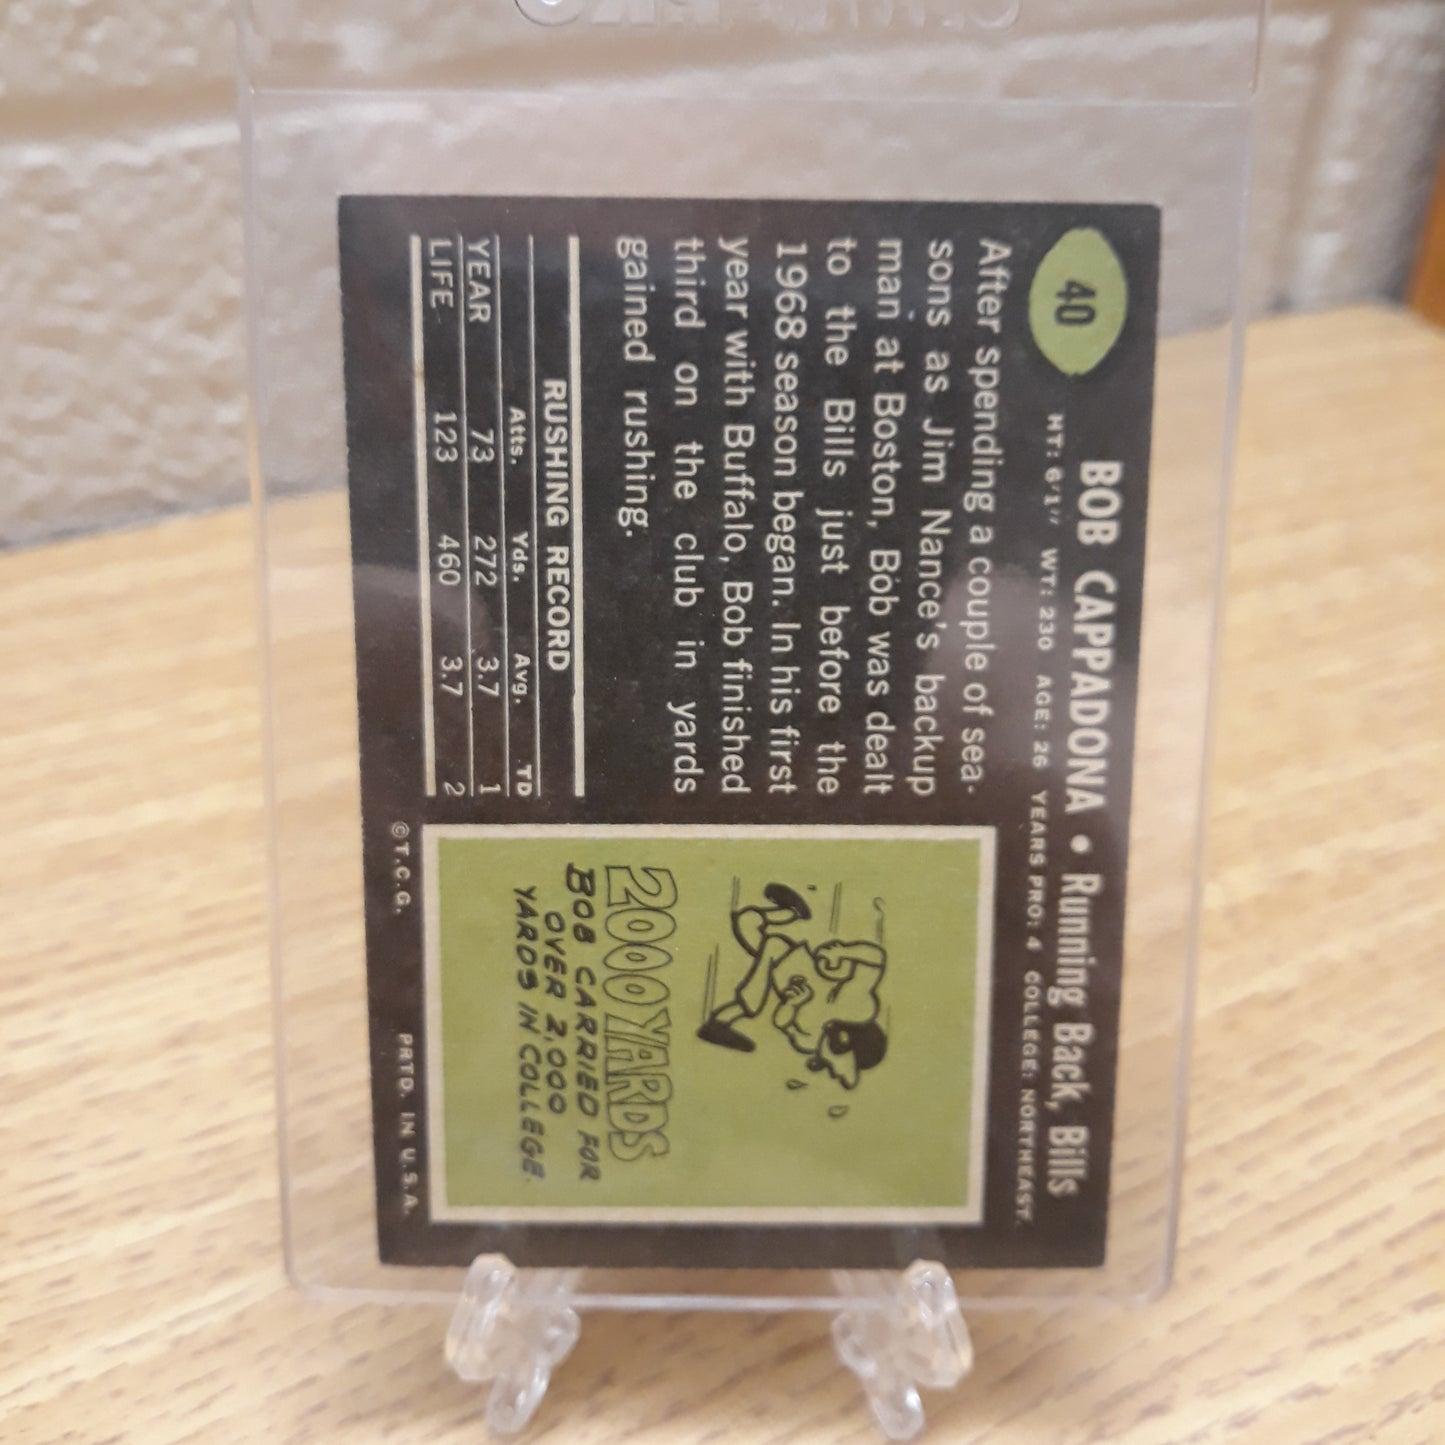 40
BOB CAPPADONA • Running Back, Bills
HT: 6'1" WT: 230 AGE: 26 YEARS PRO: 4 COLLEGE: NORTHEAST.
After spending a couple of sea-
sons as Jim Nance's backup
man at Boston, Bob was dealt
to the Bills just before the
1968 season began. In his first
year with Buffalo, Bob finished
third on the club in yards
gained rushing.
RUSHING RECORD
Atts. Yds. Avg. TD
YEAR 73 272 3.7 1
LIFE 123 460 3.7 2
2000 YARDS
BOB CARRIED FOR
OVER 2,000
YARDS IN COLLEGE.
©T.C.G. PRTD. IN U.S.A.